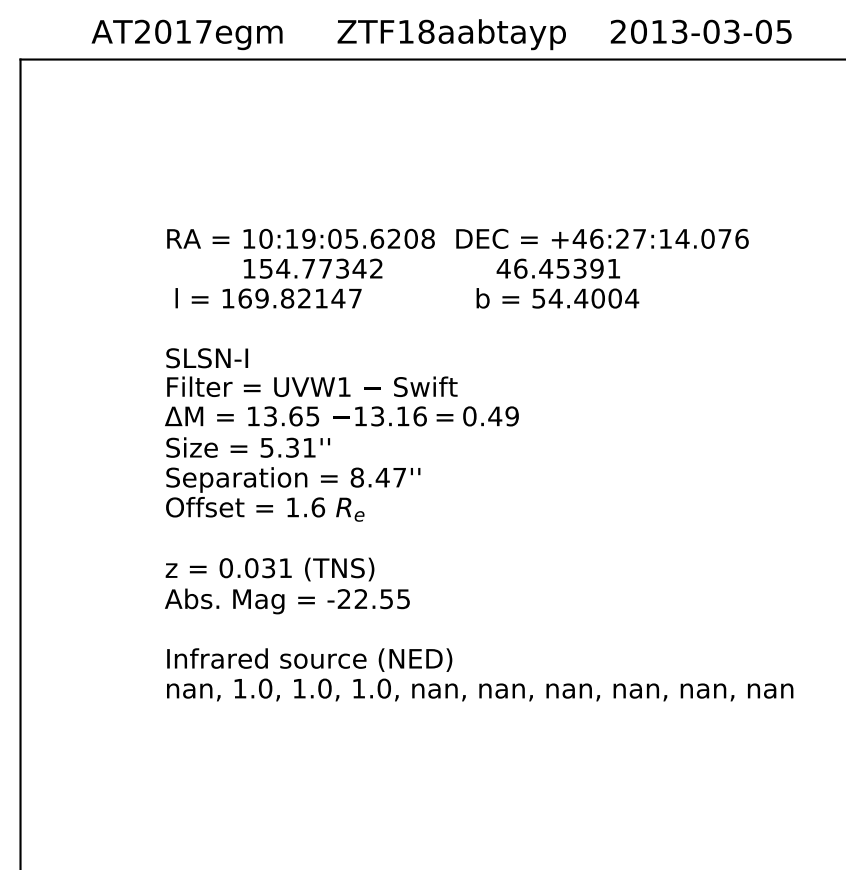 AT2017egm ZTF18aabtayp 2013-03-05
RA = 10:19:05.6208 DEC = +46:27:14.076
154.77342 46.45391
l = 169.82147 b = 54.4004
SLSN-I
Filter = UVW1 − Swift
ΔM = 13.65 −13.16 = 0.49
Size = 5.31''
Separation = 8.47''
Offset = 1.6 Rₑ
z = 0.031 (TNS)
Abs. Mag = -22.55
Infrared source (NED)
nan, 1.0, 1.0, 1.0, nan, nan, nan, nan, nan, nan